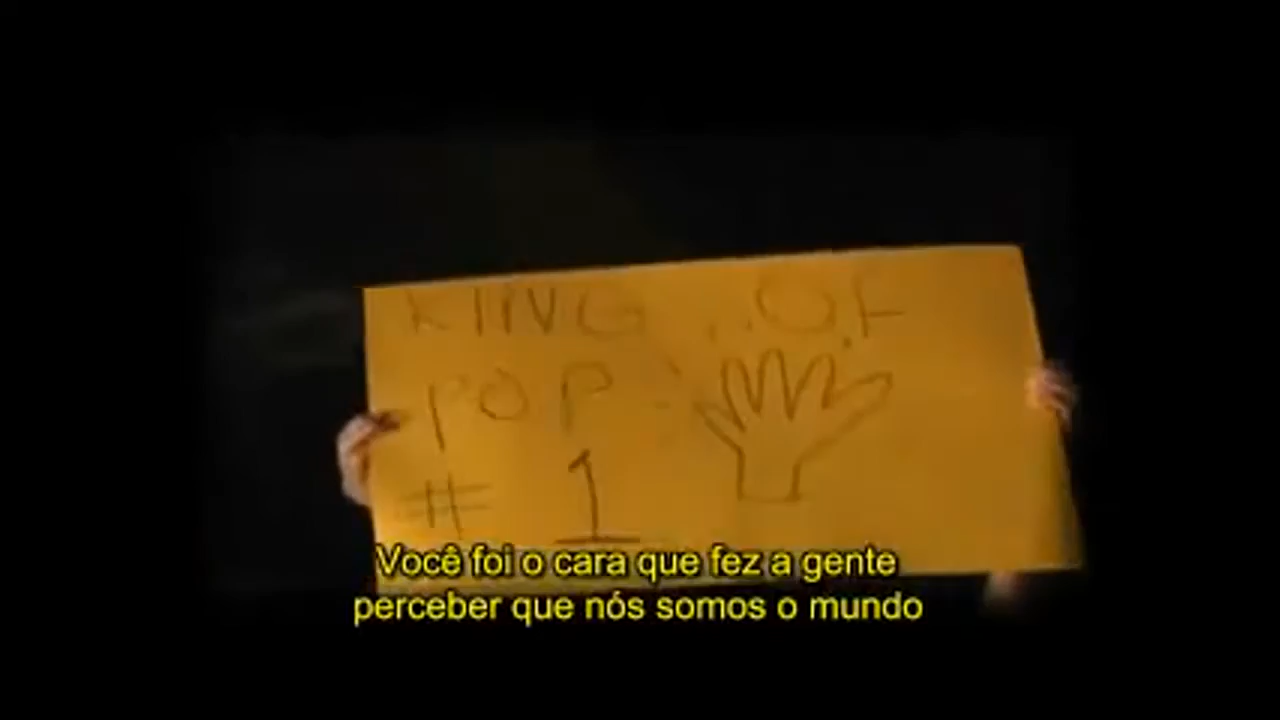 KING OF
POP
# 1
Você foi o cara que fez a gente
perceber que nós somos o mundo